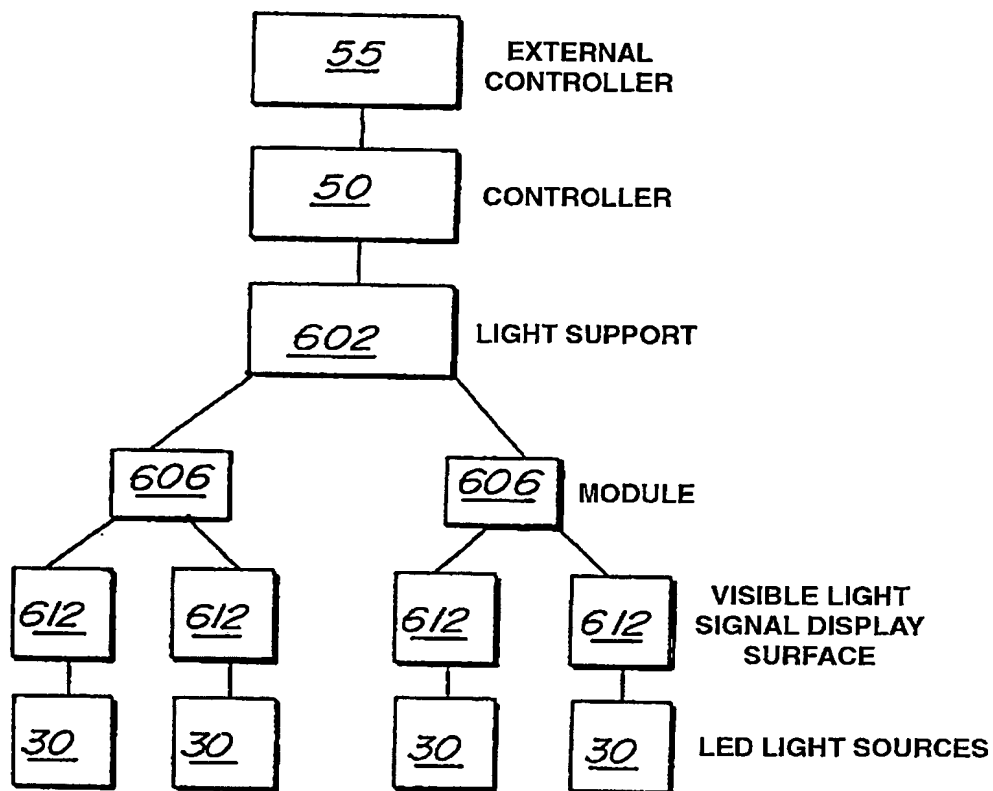 55
EXTERNAL
CONTROLLER
50
CONTROLLER
602
LIGHT SUPPORT
606
606
MODULE
612
612
612
612
VISIBLE LIGHT
SIGNAL DISPLAY
SURFACE
30
30
30
30
LED LIGHT SOURCES